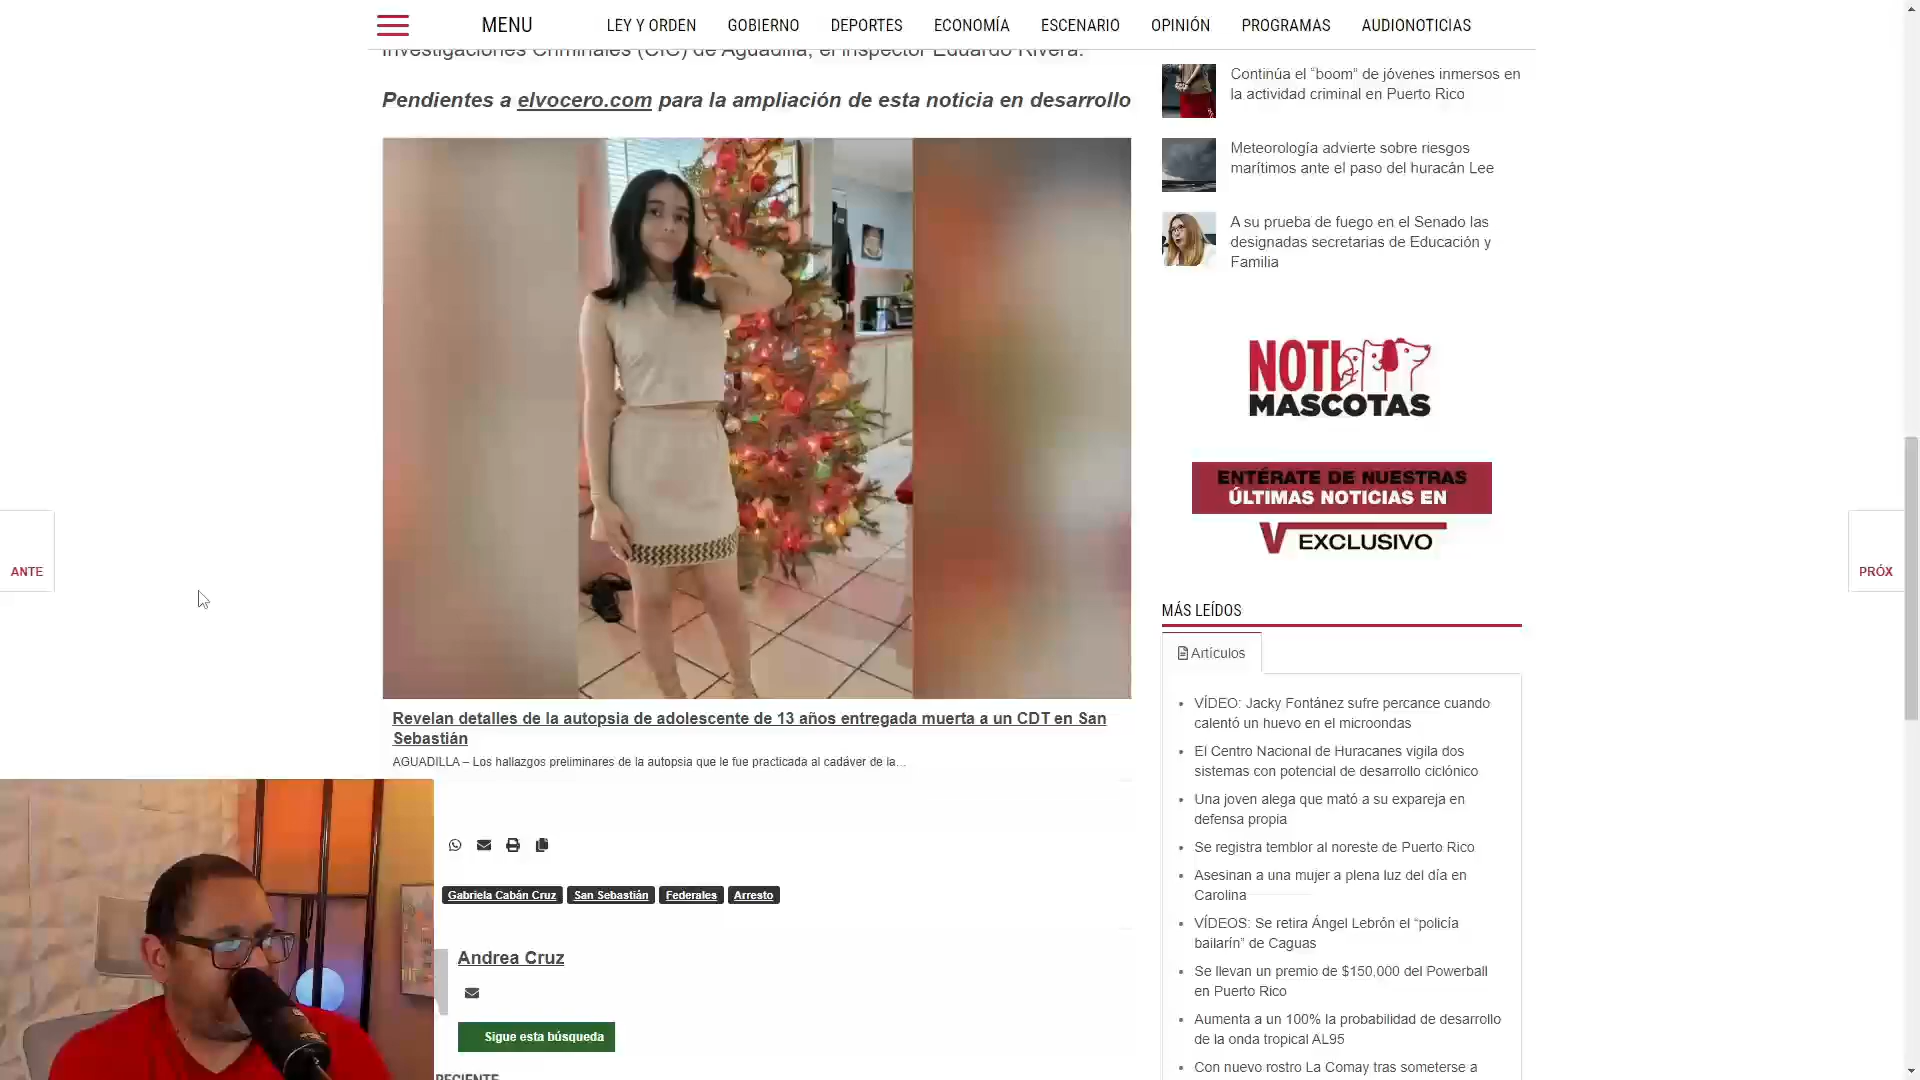 MENU
LEY Y ORDEN
GOBIERNO
DEPORTES
ECONOMÍA
ESCENARIO
OPINIÓN
PROGRAMAS
AUDIONOTICIAS
Investigaciones Criminales (CIC) de Aguadilla, el inspector Eduardo Rivera.
Pendientes a elvocero.com para la ampliación de esta noticia en desarrollo
Revelan detalles de la autopsia de adolescente de 13 años entregada muerta a un CDT en San
Sebastián
AGUADILLA – Los hallazgos preliminares de la autopsia que le fue practicada al cadáver de la...
Gabriela Cabán Cruz
San Sebastián
Federales
Arresto
Andrea Cruz
Sigue esta búsqueda
RECIENTE
ANTE
Continúa el “boom” de jóvenes inmersos en
la actividad criminal en Puerto Rico
Meteorología advierte sobre riesgos
marítimos ante el paso del huracán Lee
A su prueba de fuego en el Senado las
designadas secretarias de Educación y
Familia
NOTI
MASCOTAS
ENTÉRATE DE NUESTRAS
ÚLTIMAS NOTICIAS EN
V EXCLUSIVO
PRÓX
MÁS LEÍDOS
Artículos
VÍDEO: Jacky Fontánez sufre percance cuando
calentó un huevo en el microondas
El Centro Nacional de Huracanes vigila dos
sistemas con potencial de desarrollo ciclónico
Una joven alega que mató a su expareja en
defensa propia
Se registra temblor al noreste de Puerto Rico
Asesinan a una mujer a plena luz del día en
Carolina
VÍDEOS: Se retira Ángel Lebrón el “policía
bailarín” de Caguas
Se llevan un premio de $150,000 del Powerball
en Puerto Rico
Aumenta a un 100% la probabilidad de desarrollo
de la onda tropical AL95
Con nuevo rostro La Comay tras someterse a